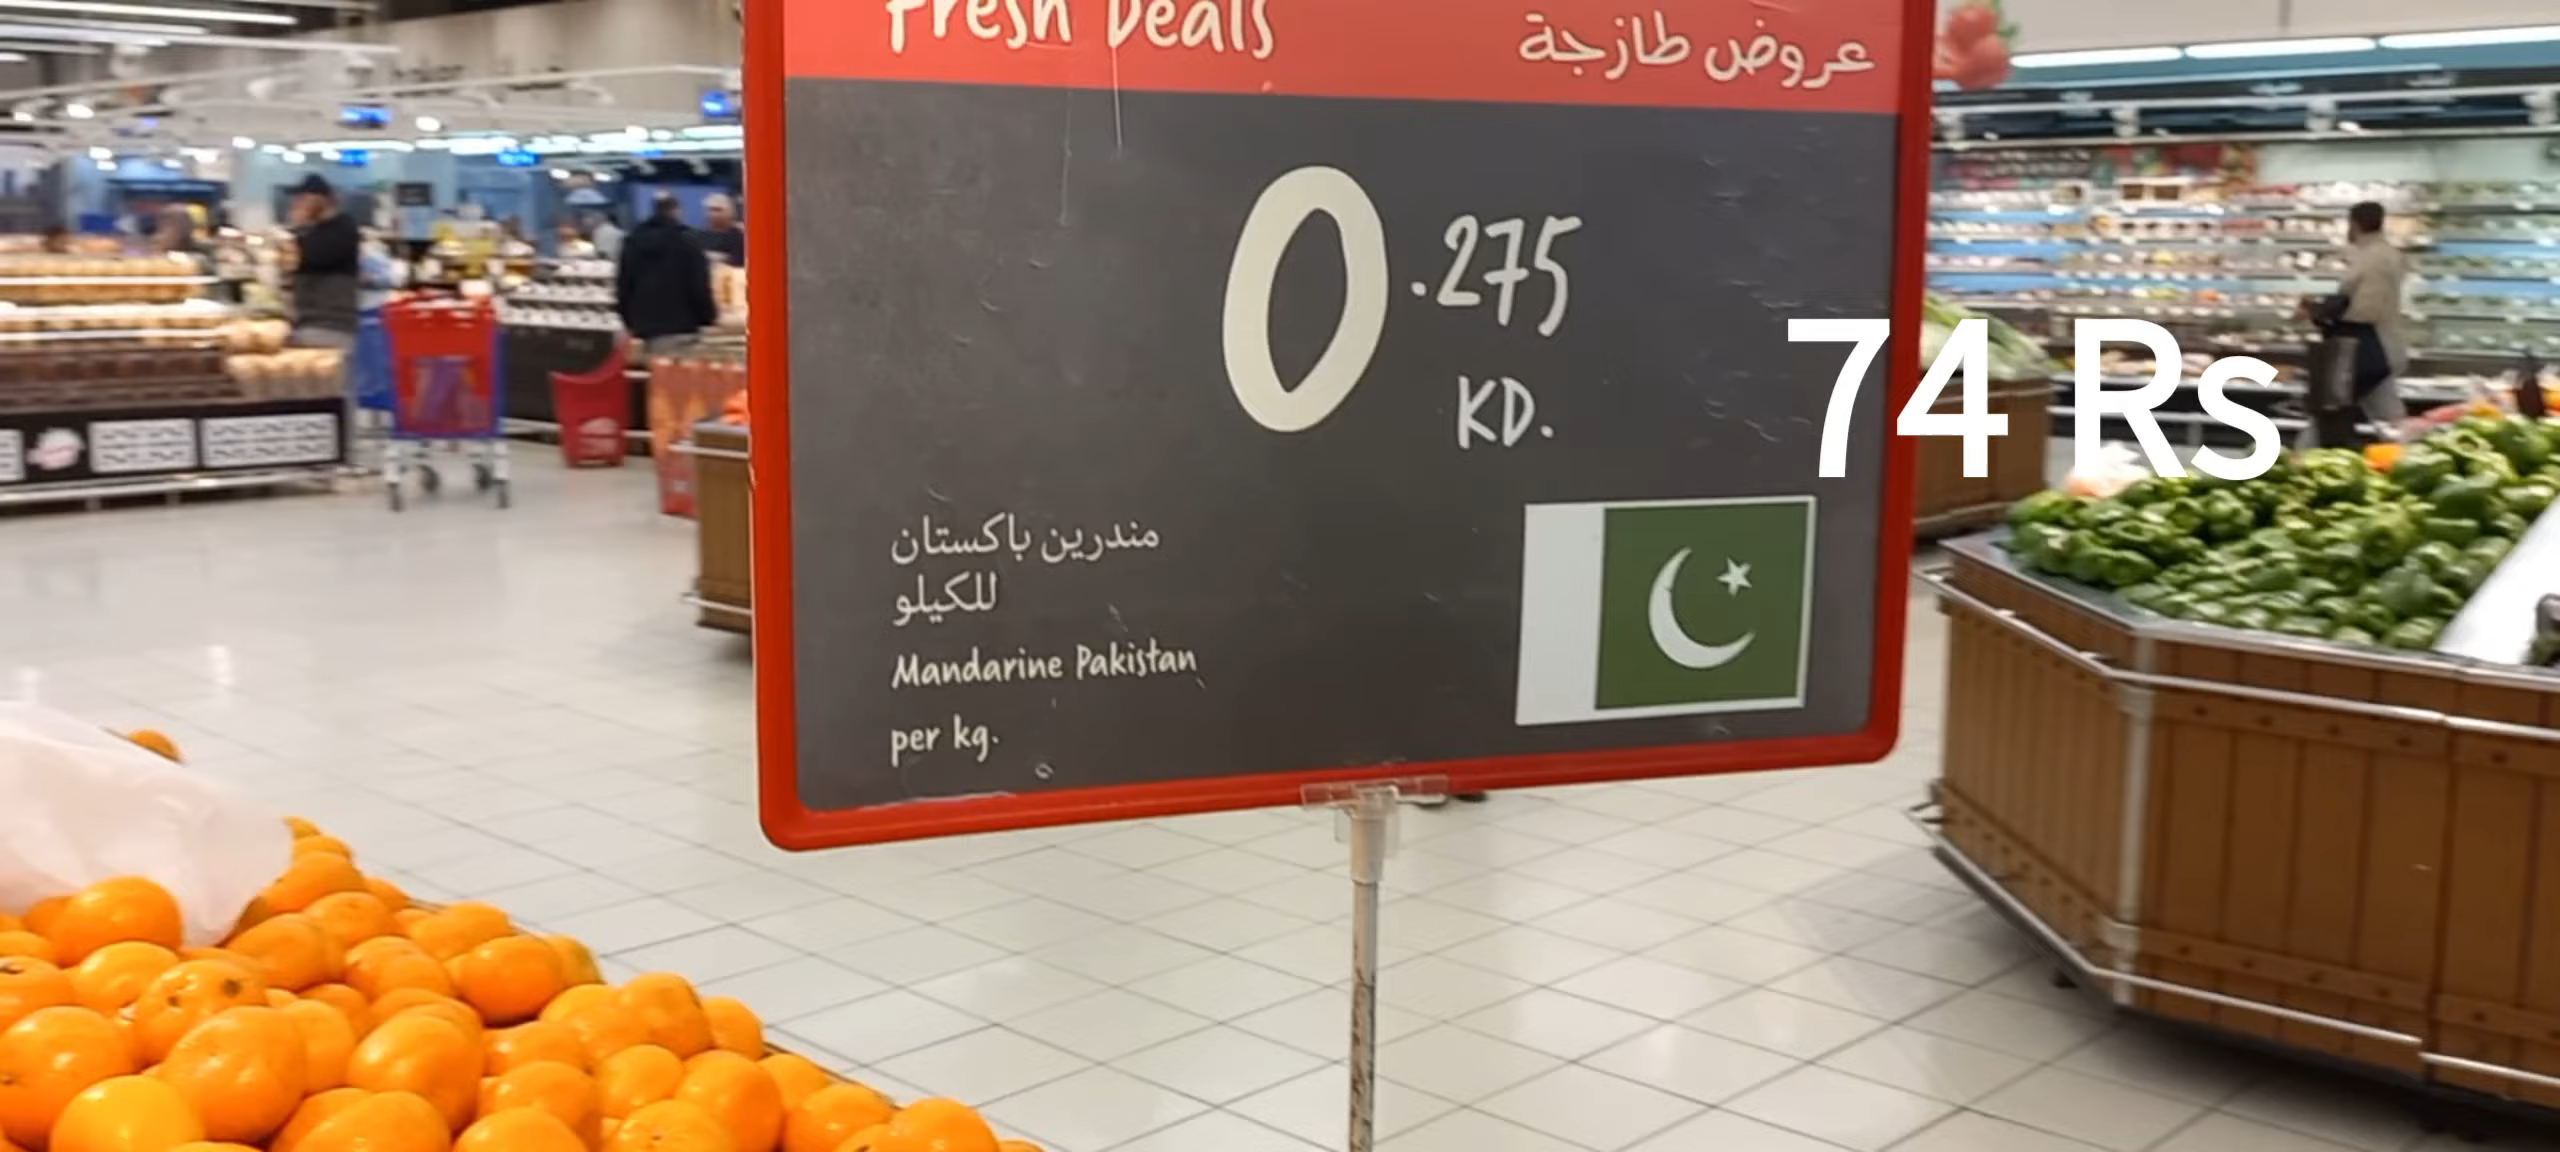 Fresh Deals
عروض طازجة
0.275
KD.
74 Rs
مندرين باكستان
للكيلو
Mandarine Pakistan
per kg.